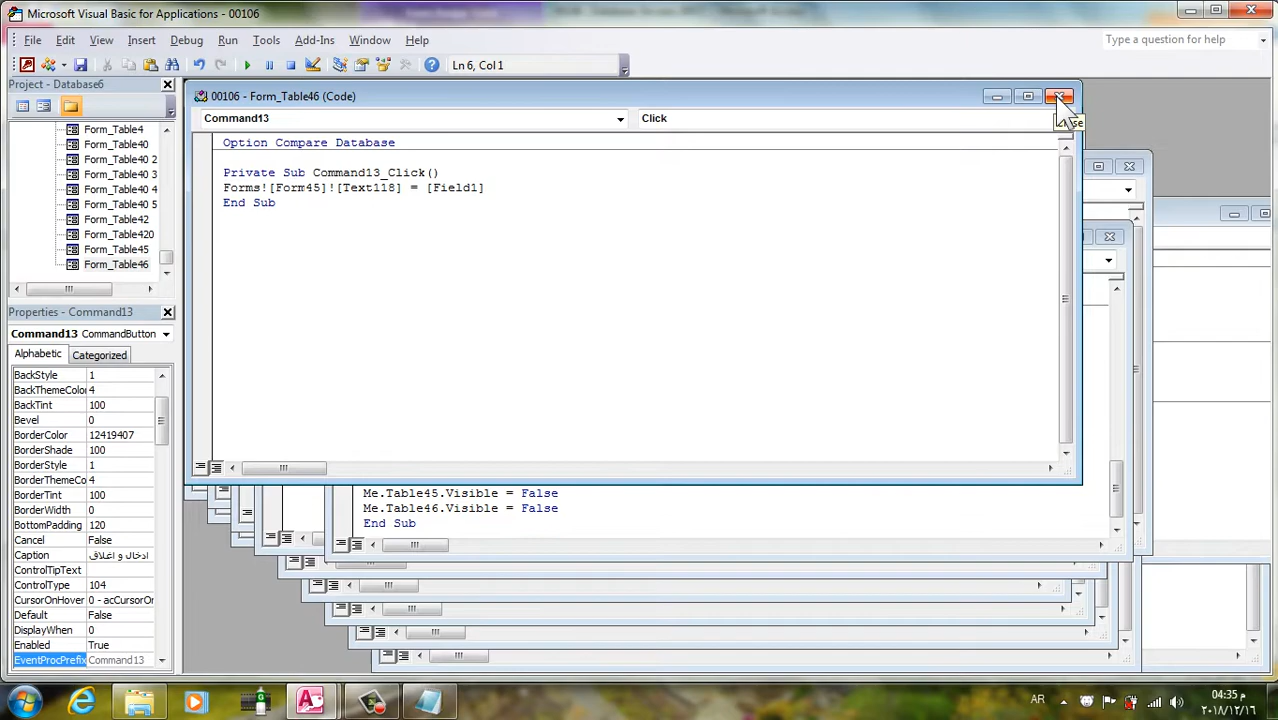 Microsoft Visual Basic for Applications - 00106
File Edit View Insert Debug Run Tools Add-Ins Window Help
Type a question for help
Ln 6, Col 1
Project - Database6
Form_Table4
Form_Table40
Form_Table40 2
Form_Table40 3
Form_Table40 4
Form_Table40 5
Form_Table42
Form_Table420
Form_Table45
Form_Table46
Properties - Command13
Command13 CommandButton
Alphabetic Categorized
BackStyle 1
BackThemeColor 4
BackTint 100
Bevel 0
BorderColor 12419407
BorderShade 100
BorderStyle 1
BorderThemeCo 4
BorderTint 100
BorderWidth 0
BottomPadding 120
Cancel False
Caption ادخال و اغلاق
ControlTipText
ControlType 104
CursorOnHover 0 - acCursorOn
Default False
DisplayWhen 0
Enabled True
EventProcPrefix Command13
00106 - Form_Table46 (Code)
Command13 Click
Option Compare Database
Private Sub Command13_Click()
Forms![Form45]![Text118] = [Field1]
End Sub
Me.Table45.Visible = False
Me.Table46.Visible = False
End Sub
AR
04:35 م
٢٠١٨/١٢/١٦